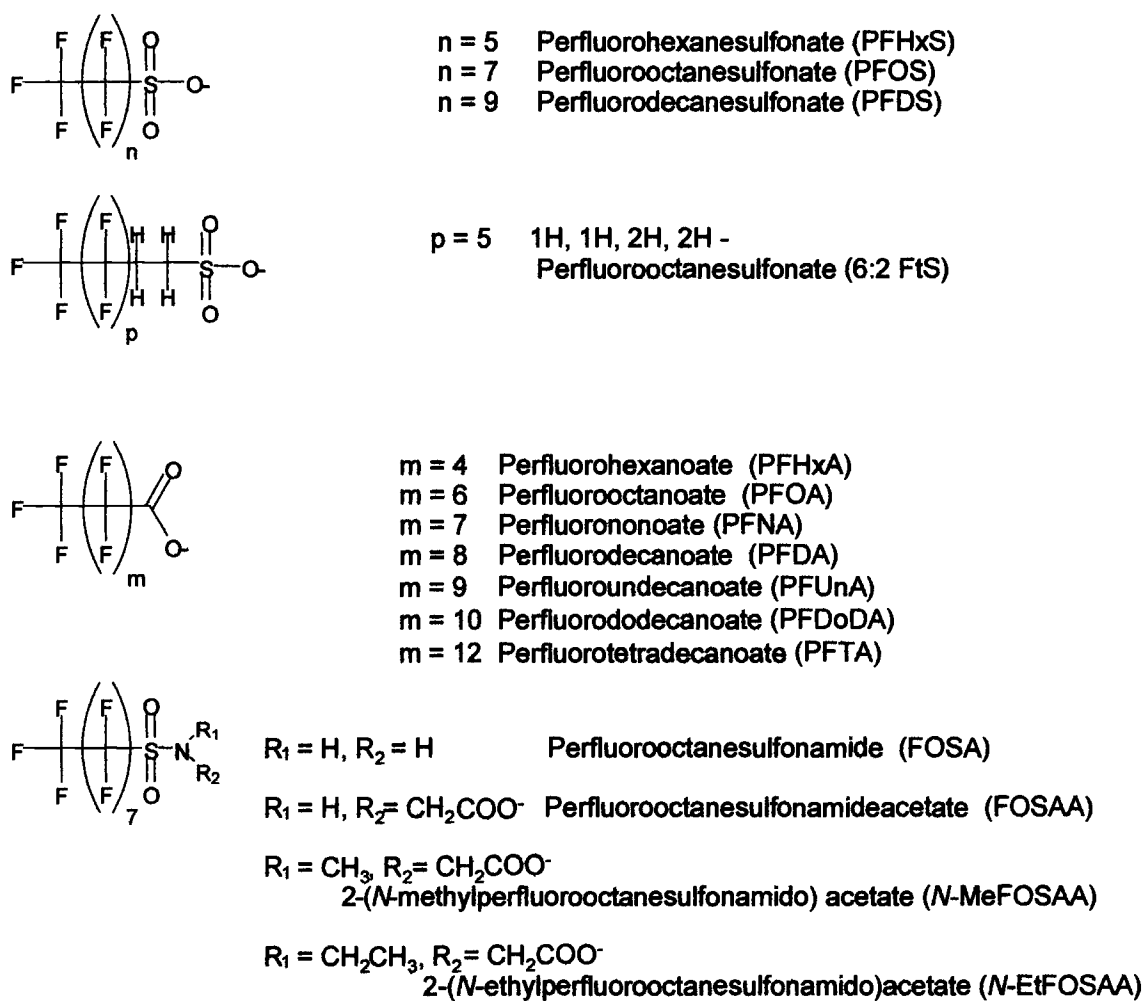 F F O
F S O-
F F O
n
n = 5 Perfluorohexanesulfonate (PFHxS)
n = 7 Perfluorooctanesulfonate (PFOS)
n = 9 Perfluorodecanesulfonate (PFDS)
F F H H O
F S O-
F F H H O
p
p = 5 1H, 1H, 2H, 2H -
Perfluorooctanesulfonate (6:2 FtS)
F F O
F
F F O-
m
m = 4 Perfluorohexanoate (PFHxA)
m = 6 Perfluorooctanoate (PFOA)
m = 7 Perfluorononoate (PFNA)
m = 8 Perfluorodecanoate (PFDA)
m = 9 Perfluoroundecanoate (PFUnA)
m = 10 Perfluorododecanoate (PFDoDA)
m = 12 Perfluorotetradecanoate (PFTA)
F F O R₁
F S N
F F O R₂
7
R₁ = H, R₂ = H Perfluorooctanesulfonamide (FOSA)
R₁ = H, R₂= CH₂COO⁻ Perfluorooctanesulfonamideacetate (FOSAA)
R₁ = CH₃, R₂= CH₂COO⁻
2-(N-methylperfluorooctanesulfonamido) acetate (N-MeFOSAA)
R₁ = CH₂CH₃, R₂= CH₂COO⁻
2-(N-ethylperfluorooctanesulfonamido)acetate (N-EtFOSAA)